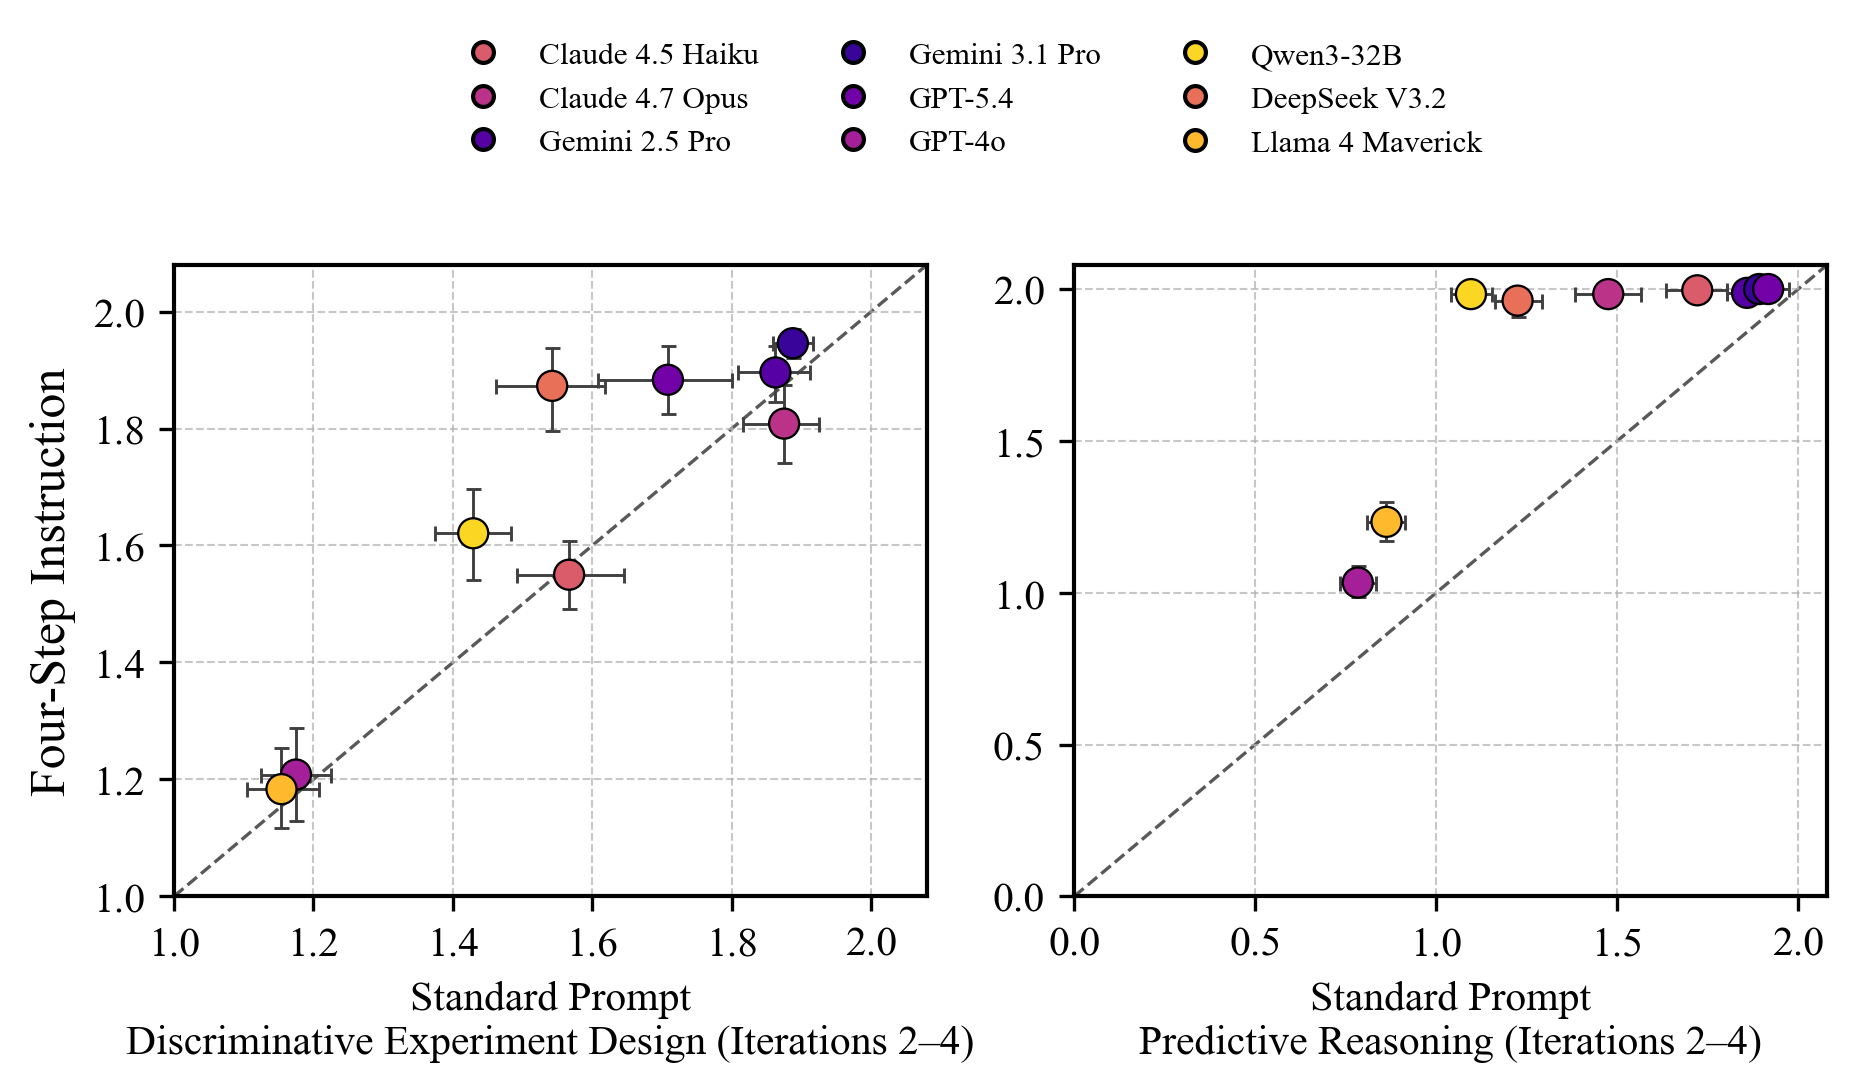 Claude 4.5 Haiku
Claude 4.7 Opus
Gemini 2.5 Pro
Gemini 3.1 Pro
GPT-5.4
GPT-4o
Qwen3-32B
DeepSeek V3.2
Llama 4 Maverick
Four-Step Instruction
2.0
1.8
1.6
1.4
1.2
1.0
1.0 1.2 1.4 1.6 1.8 2.0
Standard Prompt
Discriminative Experiment Design (Iterations 2–4)
2.0
1.5
1.0
0.5
0.0
0.0 0.5 1.0 1.5 2.0
Standard Prompt
Predictive Reasoning (Iterations 2–4)